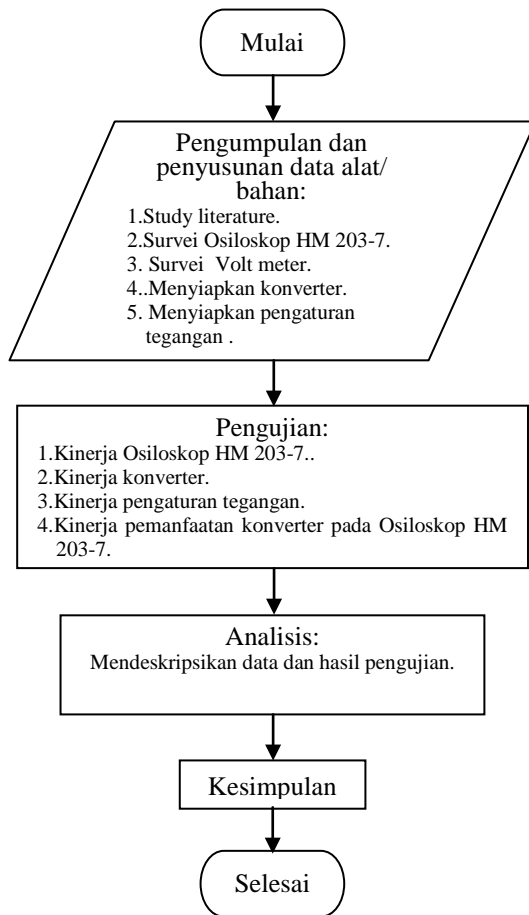 Mulai
Pengumpulan dan
penyusunan data alat/
bahan:
1.Study literature.
2.Survei Osiloskop HM 203-7.
3. Survei Volt meter.
4..Menyiapkan konverter.
5. Menyiapkan pengaturan
tegangan .
Pengujian:
1.Kinerja Osiloskop HM 203-7..
2.Kinerja konverter.
3.Kinerja pengaturan tegangan.
4.Kinerja pemanfaatan konverter pada Osiloskop HM
203-7.
Analisis:
Mendeskripsikan data dan hasil pengujian.
Kesimpulan
Selesai